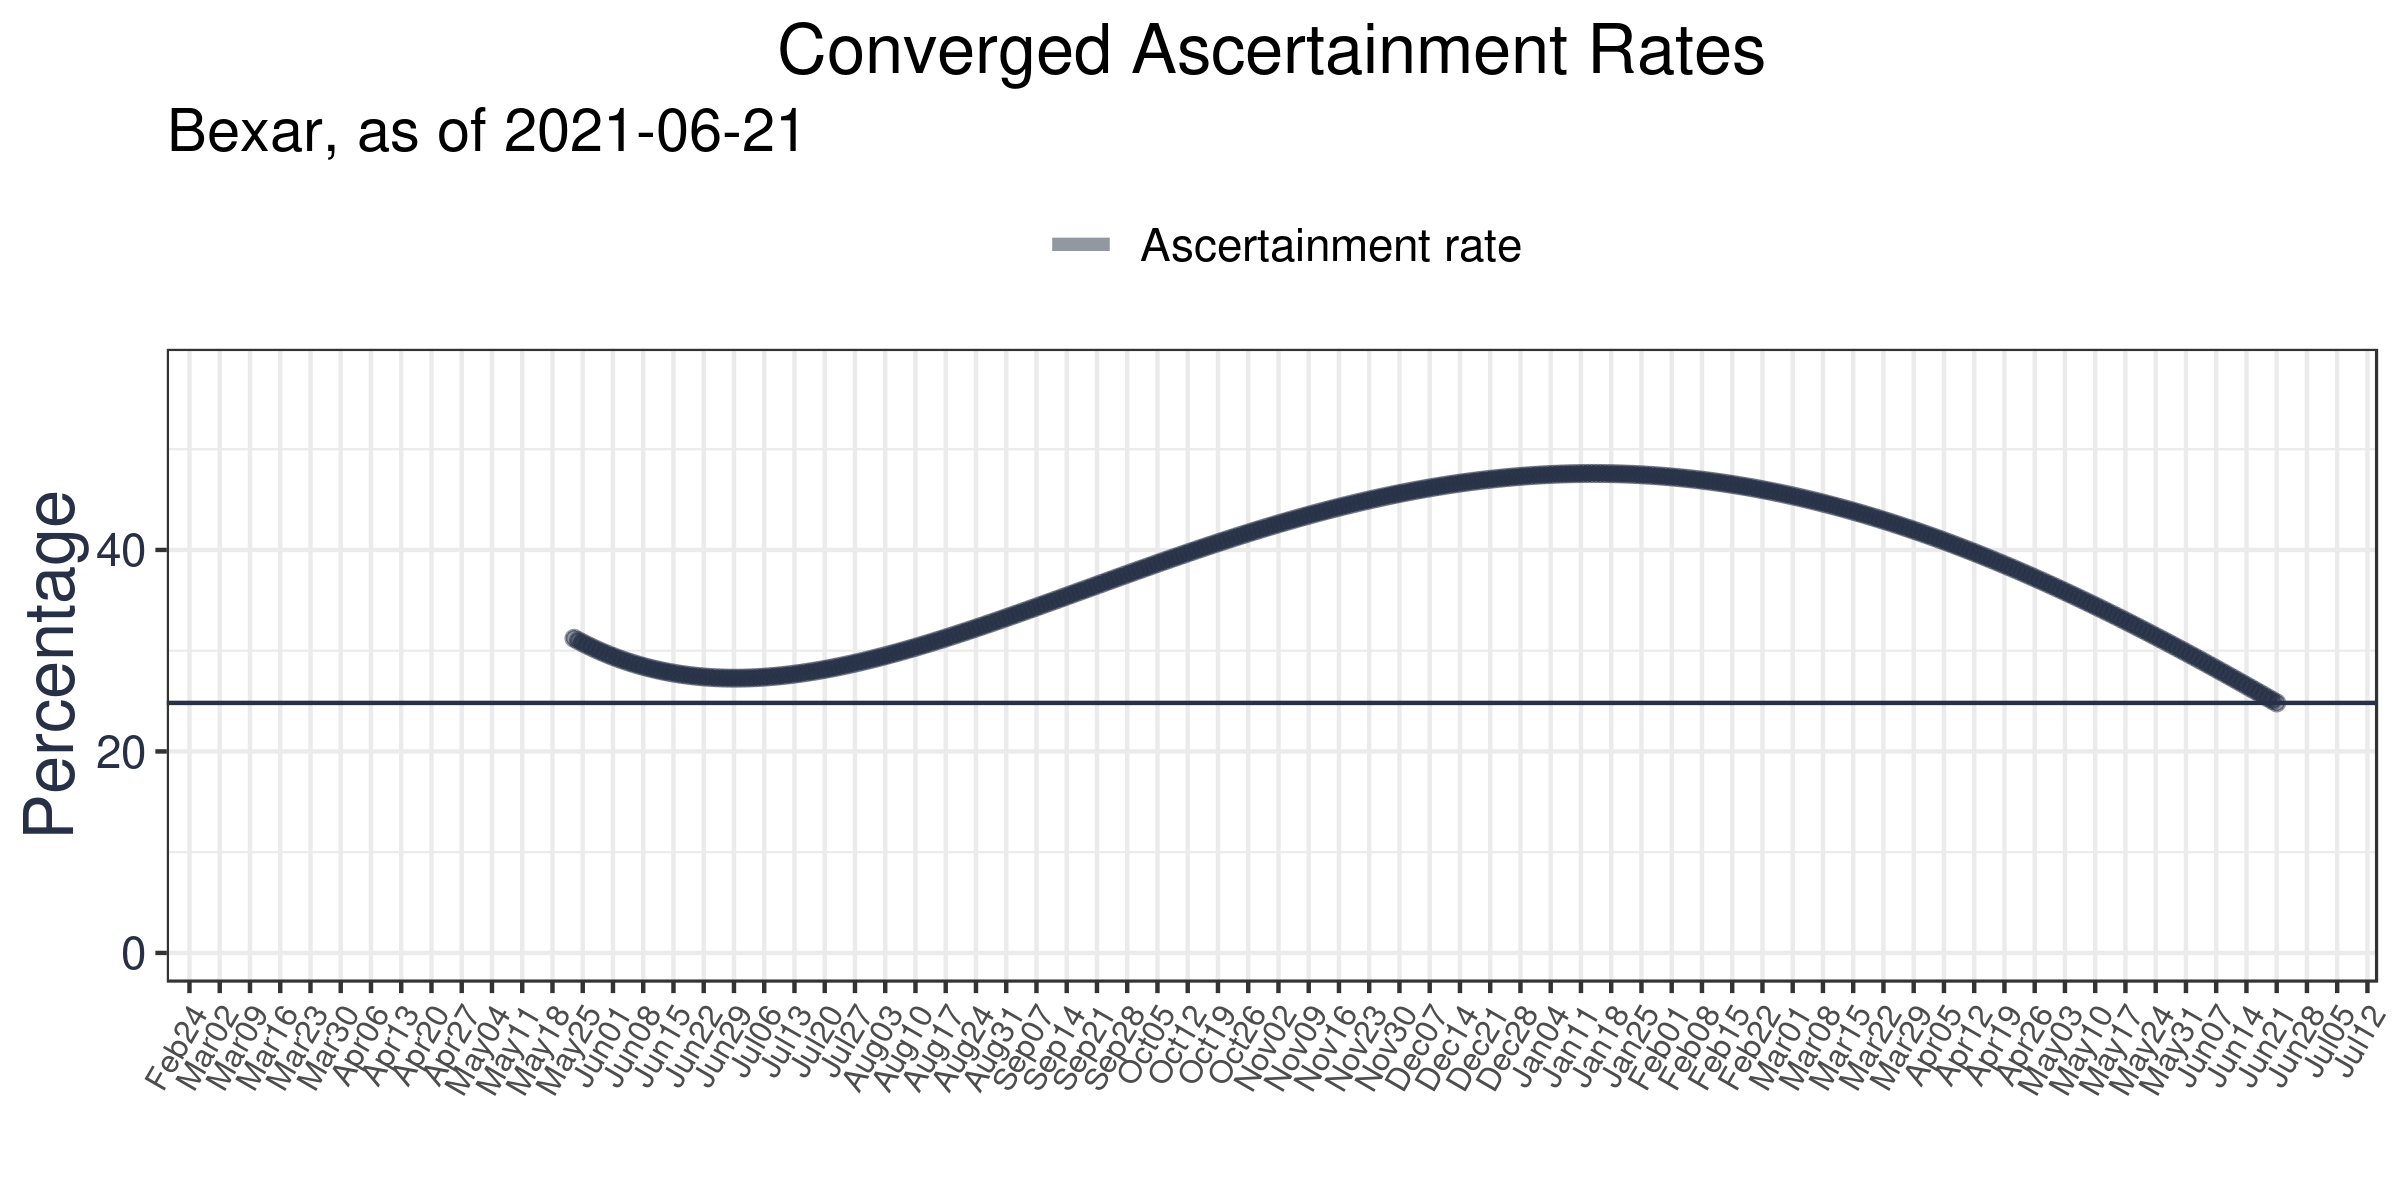 Converged Ascertainment Rates
Bexar, as of 2021-06-21
Ascertainment rate
Percentage
40
20
0
Feb24
Mar02
Mar09
Mar16
Mar23
Mar30
Apr06
Apr13
Apr20
Apr27
May04
May11
May18
May25
Jun01
Jun08
Jun15
Jun22
Jun29
Jul06
Jul13
Jul20
Jul27
Aug03
Aug10
Aug17
Aug24
Aug31
Sep07
Sep14
Sep21
Sep28
Oct05
Oct12
Oct19
Oct26
Nov02
Nov09
Nov16
Nov23
Nov30
Dec07
Dec14
Dec21
Dec28
Jan04
Jan11
Jan18
Jan25
Feb01
Feb08
Feb15
Feb22
Mar01
Mar08
Mar15
Mar22
Mar29
Apr05
Apr12
Apr19
Apr26
May03
May10
May17
May24
May31
Jun07
Jun14
Jun21
Jun28
Jul05
Jul12